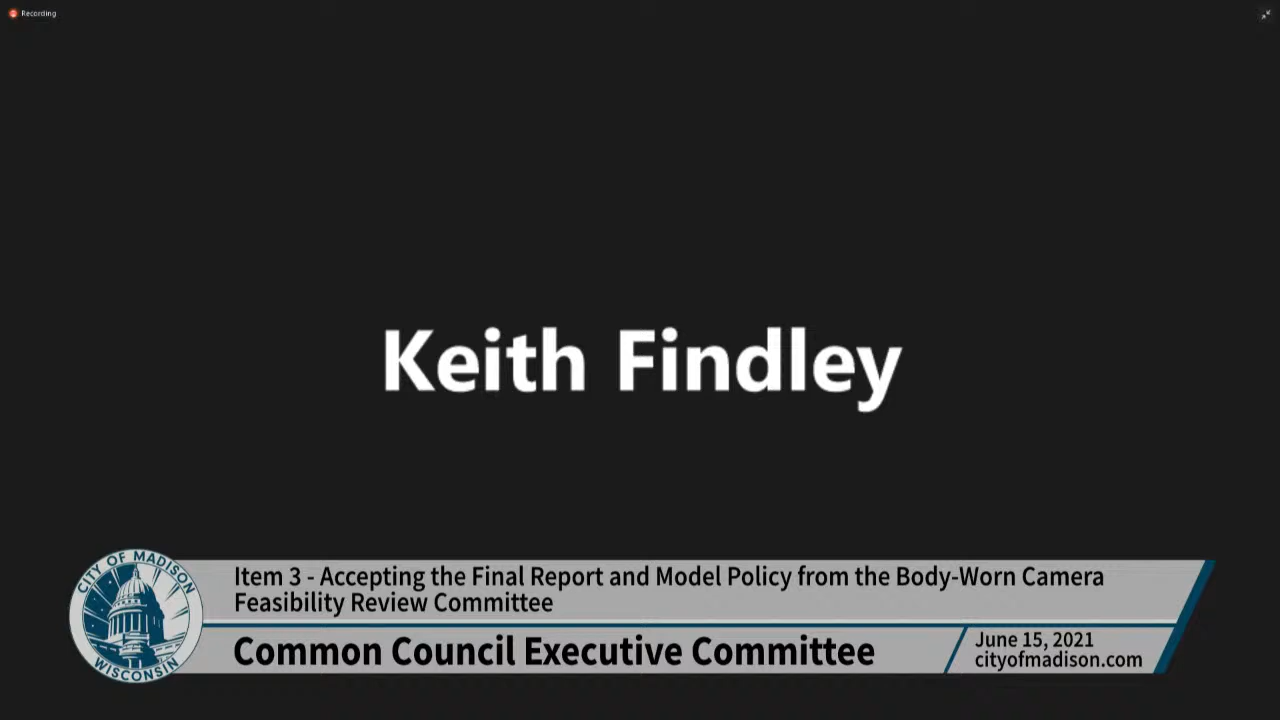 Recording
Keith Findley
CITY OF MADISON
WISCONSIN
Item 3 - Accepting the Final Report and Model Policy from the Body-Worn Camera
Feasibility Review Committee
Common Council Executive Committee
June 15, 2021
cityofmadison.com